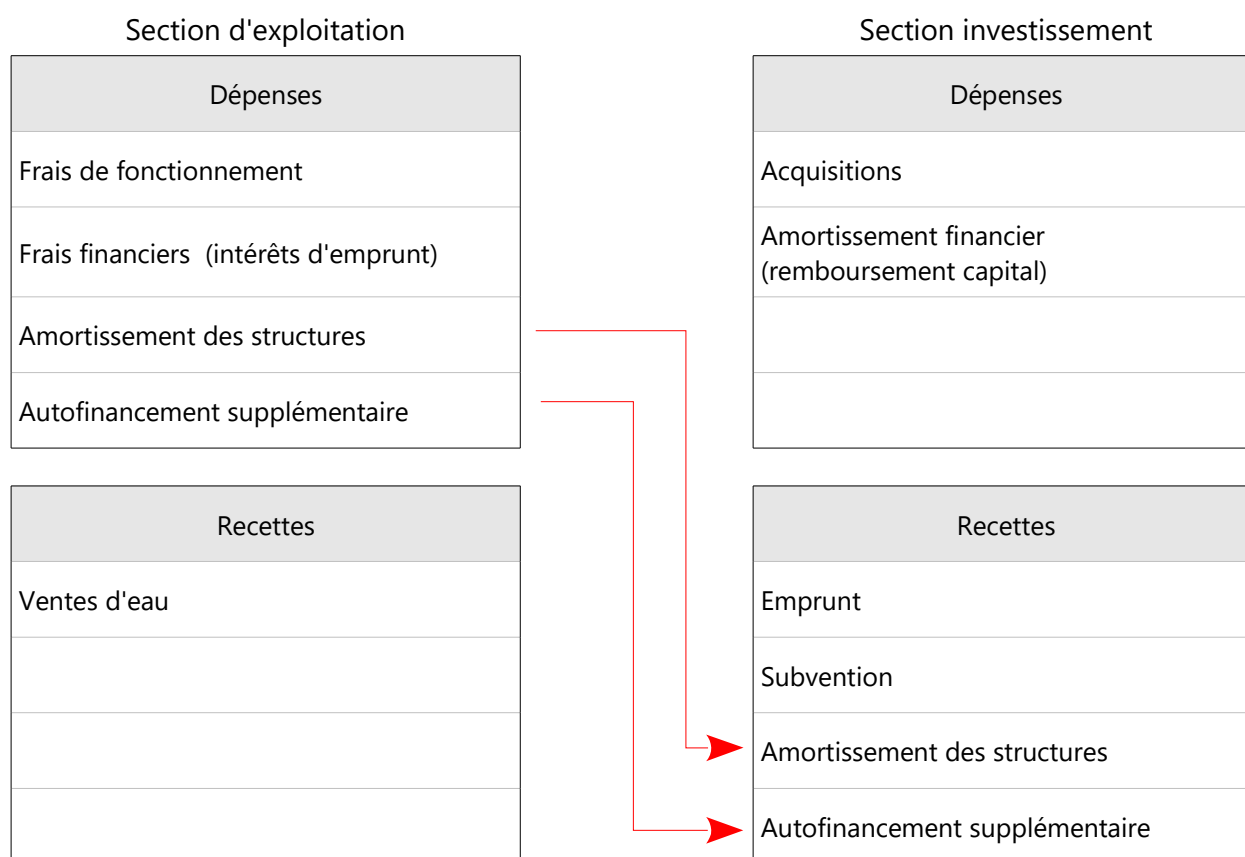 Section d'exploitation
Dépenses
Frais de fonctionnement
Frais financiers  (intérêts d'emprunt)
Amortissement des structures
Autofinancement supplémentaire
Recettes
Ventes d'eau
Section investissement
Dépenses
Acquisitions
Amortissement financier
(remboursement capital)
Recettes
Emprunt
Subvention
Amortissement des structures
Autofinancement supplémentaire